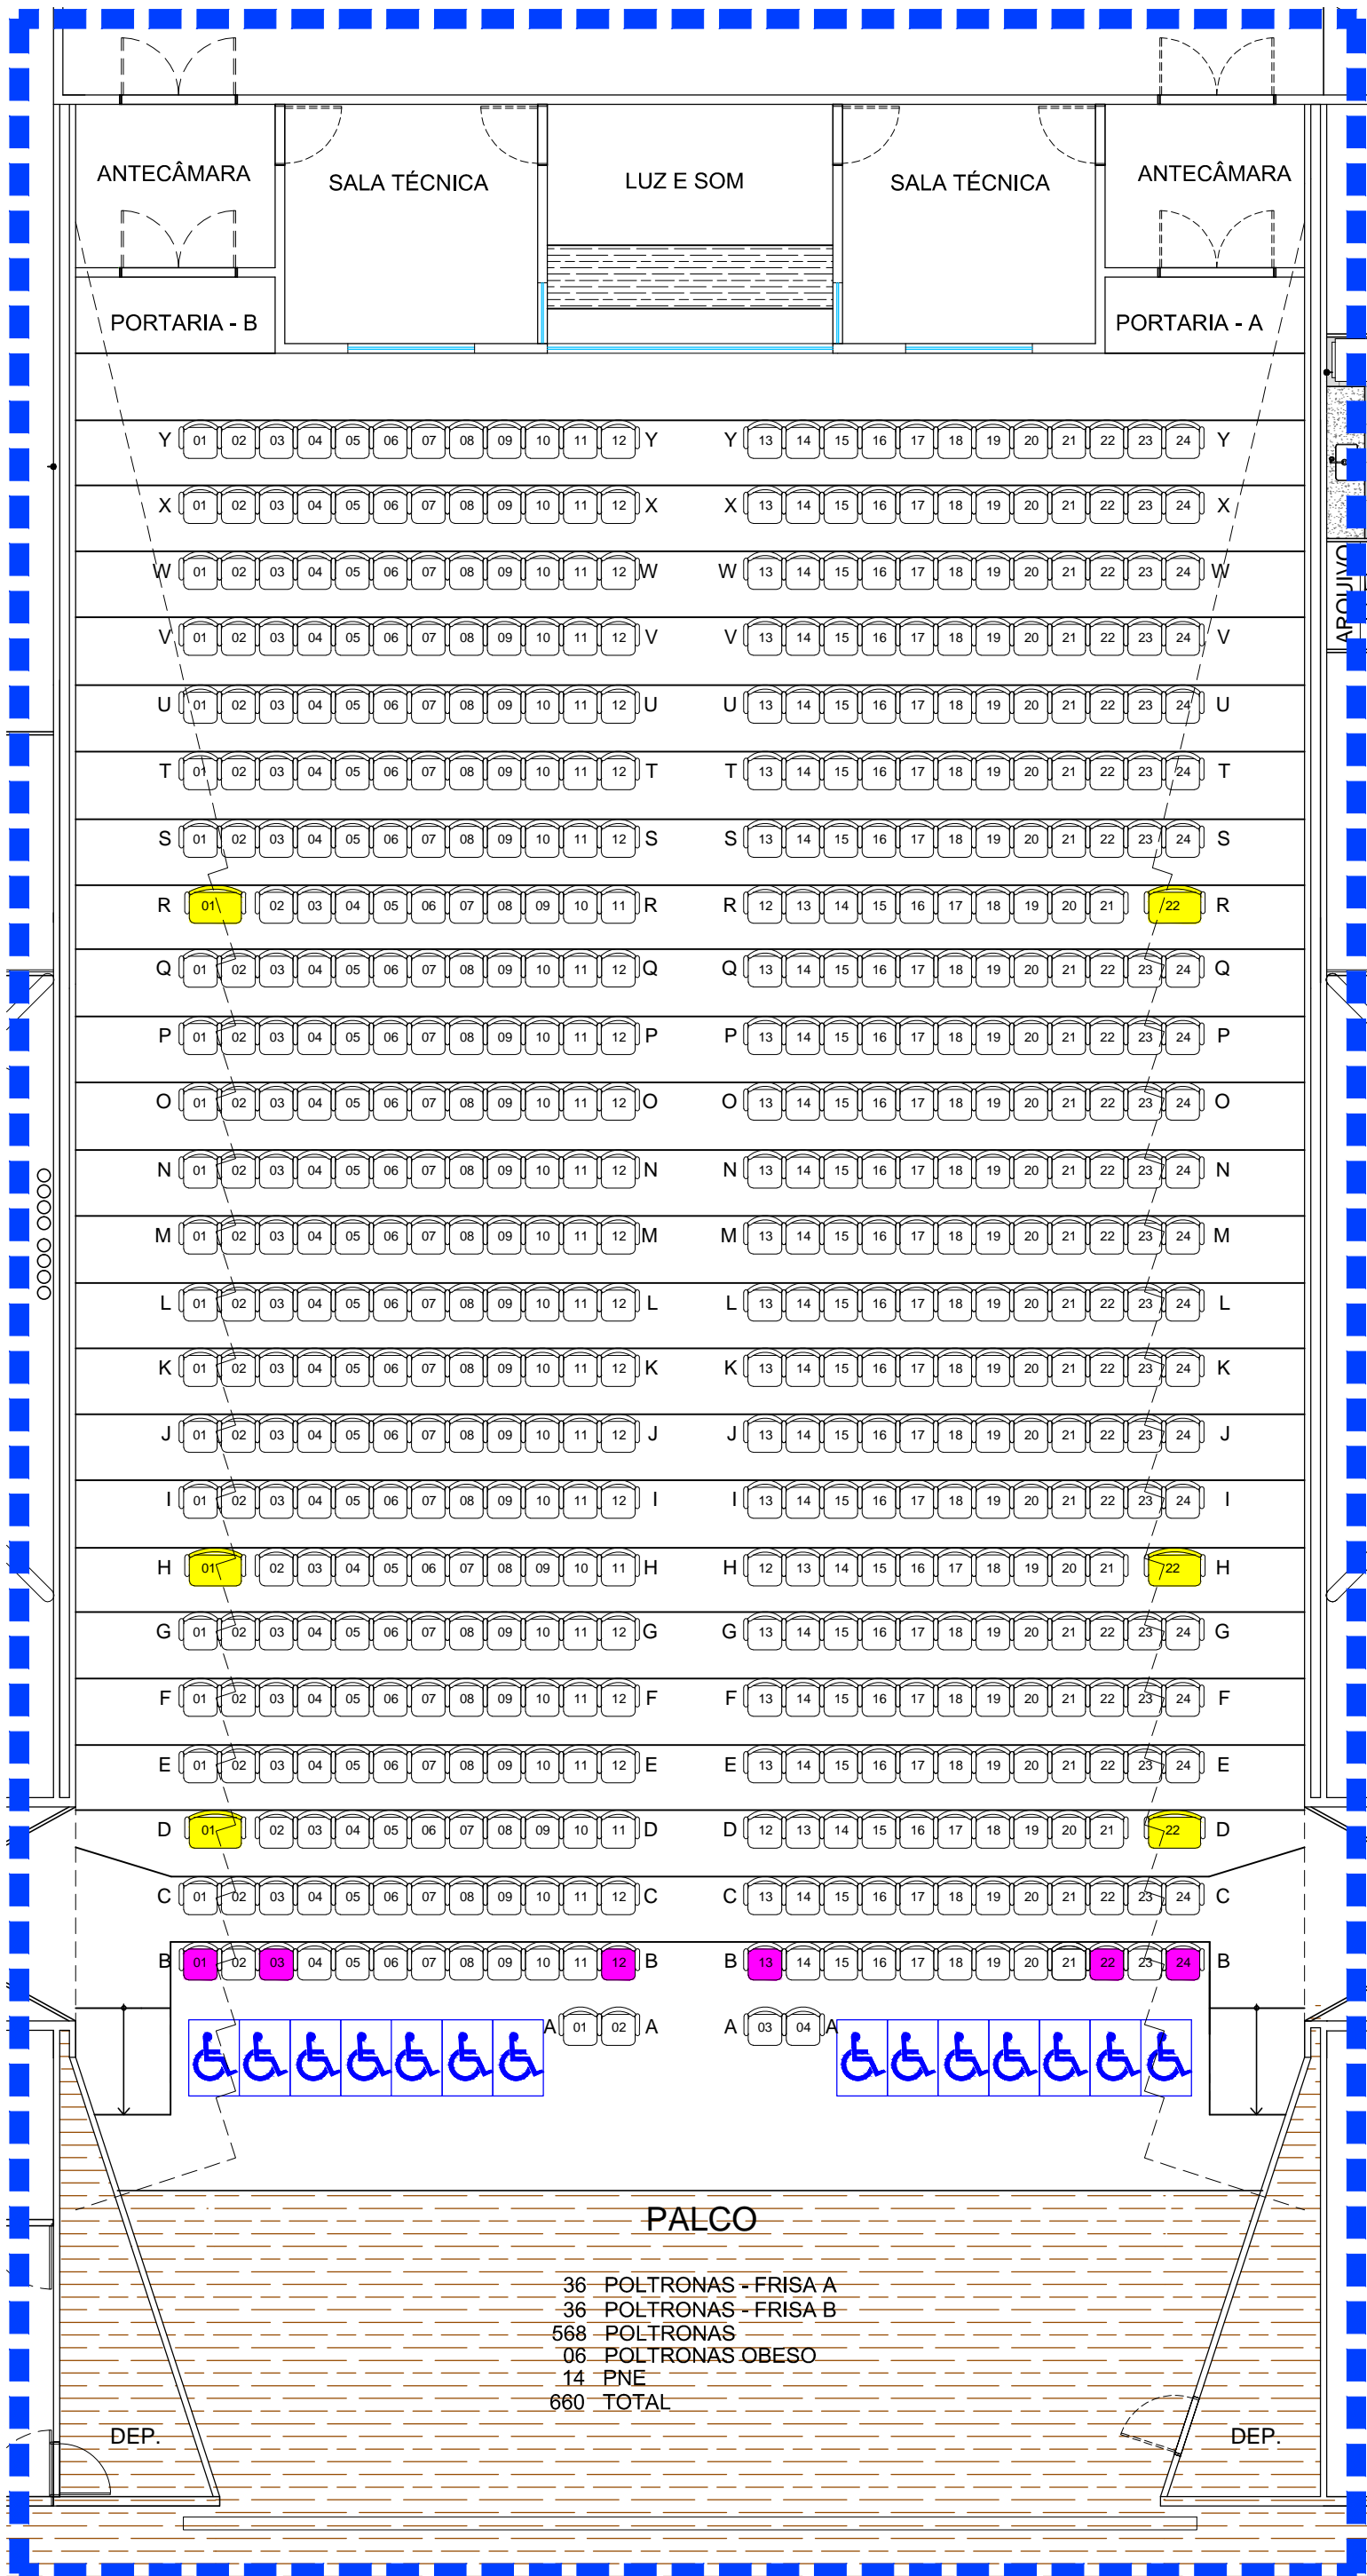 ANTECÂMARA SALA TÉCNICA LUZ E SOM SALA TÉCNICA ANTECÂMARA
PORTARIA - B PORTARIA - A
ARQUIVO
Y 01 02 03 04 05 06 07 08 09 10 11 12 Y Y 13 14 15 16 17 18 19 20 21 22 23 24 Y
X 01 02 03 04 05 06 07 08 09 10 11 12 X X 13 14 15 16 17 18 19 20 21 22 23 24 X
W 01 02 03 04 05 06 07 08 09 10 11 12 W W 13 14 15 16 17 18 19 20 21 22 23 24 W
V 01 02 03 04 05 06 07 08 09 10 11 12 V V 13 14 15 16 17 18 19 20 21 22 23 24 V
U 01 02 03 04 05 06 07 08 09 10 11 12 U U 13 14 15 16 17 18 19 20 21 22 23 24 U
T 01 02 03 04 05 06 07 08 09 10 11 12 T T 13 14 15 16 17 18 19 20 21 22 23 24 T
S 01 02 03 04 05 06 07 08 09 10 11 12 S S 13 14 15 16 17 18 19 20 21 22 23 24 S
R 01 02 03 04 05 06 07 08 09 10 11 R R 12 13 14 15 16 17 18 19 20 21 22 R
Q 01 02 03 04 05 06 07 08 09 10 11 12 Q Q 13 14 15 16 17 18 19 20 21 22 23 24 Q
P 01 02 03 04 05 06 07 08 09 10 11 12 P P 13 14 15 16 17 18 19 20 21 22 23 24 P
O 01 02 03 04 05 06 07 08 09 10 11 12 O O 13 14 15 16 17 18 19 20 21 22 23 24 O
N 01 02 03 04 05 06 07 08 09 10 11 12 N N 13 14 15 16 17 18 19 20 21 22 23 24 N
M 01 02 03 04 05 06 07 08 09 10 11 12 M M 13 14 15 16 17 18 19 20 21 22 23 24 M
L 01 02 03 04 05 06 07 08 09 10 11 12 L L 13 14 15 16 17 18 19 20 21 22 23 24 L
K 01 02 03 04 05 06 07 08 09 10 11 12 K K 13 14 15 16 17 18 19 20 21 22 23 24 K
J 01 02 03 04 05 06 07 08 09 10 11 12 J J 13 14 15 16 17 18 19 20 21 22 23 24 J
I 01 02 03 04 05 06 07 08 09 10 11 12 I I 13 14 15 16 17 18 19 20 21 22 23 24 I
H 01 02 03 04 05 06 07 08 09 10 11 H H 12 13 14 15 16 17 18 19 20 21 22 H
G 01 02 03 04 05 06 07 08 09 10 11 12 G G 13 14 15 16 17 18 19 20 21 22 23 24 G
F 01 02 03 04 05 06 07 08 09 10 11 12 F F 13 14 15 16 17 18 19 20 21 22 23 24 F
E 01 02 03 04 05 06 07 08 09 10 11 12 E E 13 14 15 16 17 18 19 20 21 22 23 24 E
D 01 02 03 04 05 06 07 08 09 10 11 D D 12 13 14 15 16 17 18 19 20 21 22 D
C 01 02 03 04 05 06 07 08 09 10 11 12 C C 13 14 15 16 17 18 19 20 21 22 23 24 C
B 01 02 03 04 05 06 07 08 09 10 11 12 B B 13 14 15 16 17 18 19 20 21 22 23 24 B
A 01 02 A A 03 04 A
PALCO
36 POLTRONAS - FRISA A
36 POLTRONAS - FRISA B
568 POLTRONAS
06 POLTRONAS OBESO
14 PNE
660 TOTAL
DEP. DEP.